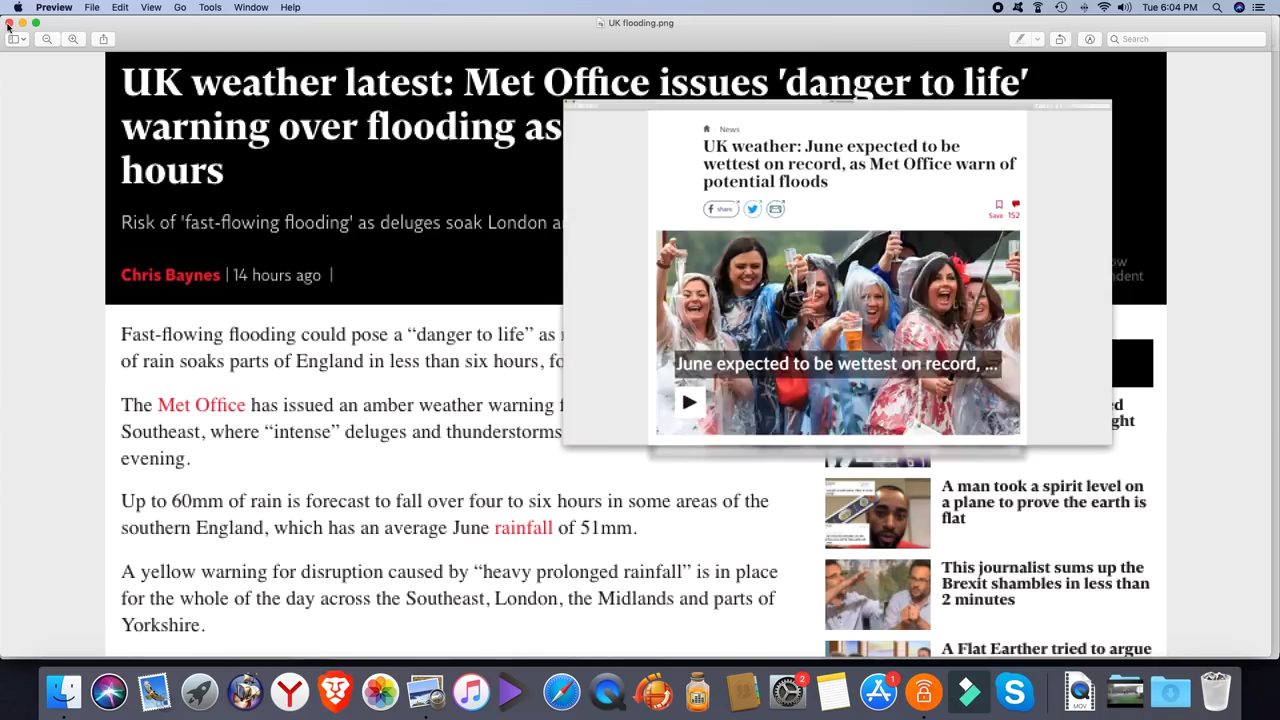 Preview File Edit View Go Tools Window Help
Tue 6:04 PM
UK flooding.png
Search
UK weather latest: Met Office issues 'danger to life'
warning over flooding as
hours
Risk of 'fast-flowing flooding' as deluges soak London
Chris Baynes | 14 hours ago |
Fast-flowing flooding could pose a “danger to life” as
of rain soaks parts of England in less than six hours,
The Met Office has issued an amber weather warning
Southeast, where “intense” deluges and thunderstorms
evening.
Up to 60mm of rain is forecast to fall over four to six hours in some areas of the
southern England, which has an average June rainfall of 51mm.
A yellow warning for disruption caused by “heavy prolonged rainfall” is in place
for the whole of the day across the Southeast, London, the Midlands and parts of
Yorkshire.
News
UK weather: June expected to be
wettest on record, as Met Office warn of
potential floods
share
Save 152
June expected to be wettest on record, ...
A man took a spirit level on
a plane to prove the earth is
flat
This journalist sums up the
Brexit shambles in less than
2 minutes
A Flat Earther tried to argue
2
1
MOV